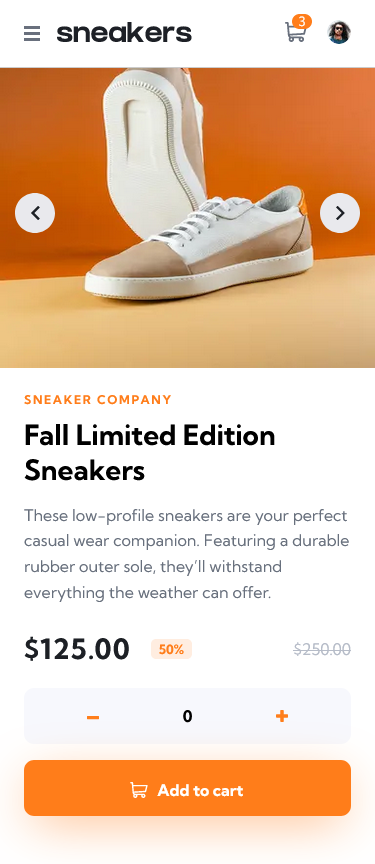 sneakers
3
SNEAKER COMPANY
Fall Limited Edition
Sneakers
These low-profile sneakers are your perfect
casual wear companion. Featuring a durable
rubber outer sole, they’ll withstand
everything the weather can offer.
$125.00 50% $250.00
− 0 +
Add to cart